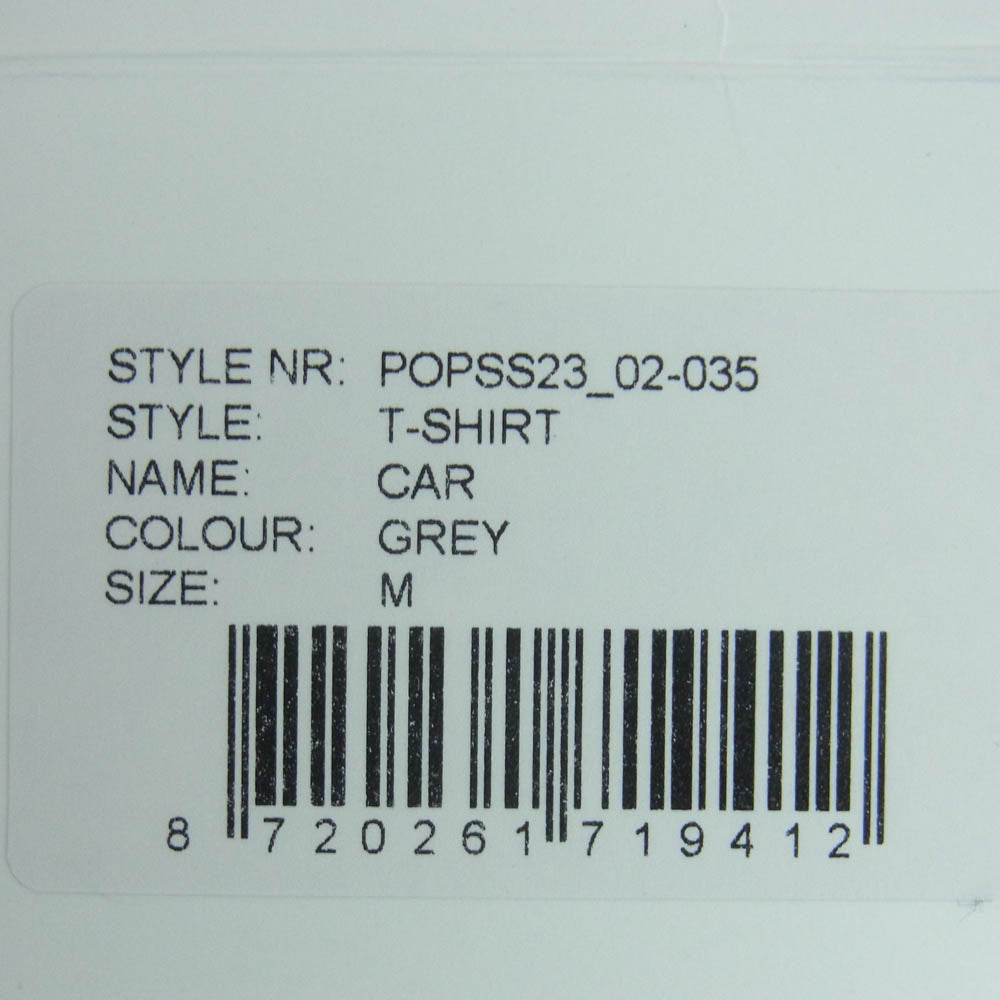 STYLE NR: POPSS23_02-035
STYLE: T-SHIRT
NAME: CAR
COLOUR: GREY
SIZE: M
8 720261 719412